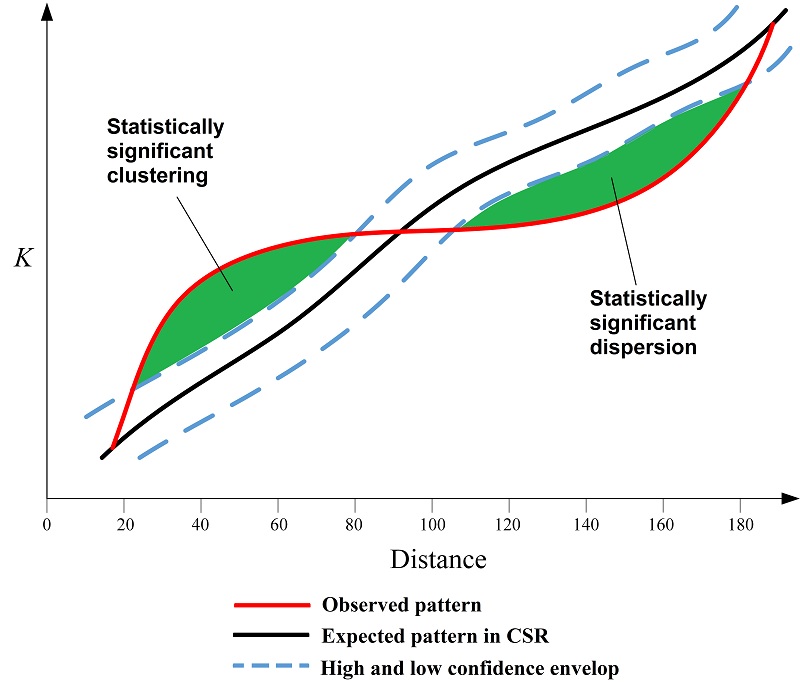 Statistically
significant
clustering
K
Statistically
significant
dispersion
0 20 40 60 80 100 120 140 160 180
Distance
Observed pattern
Expected pattern in CSR
High and low confidence envelop